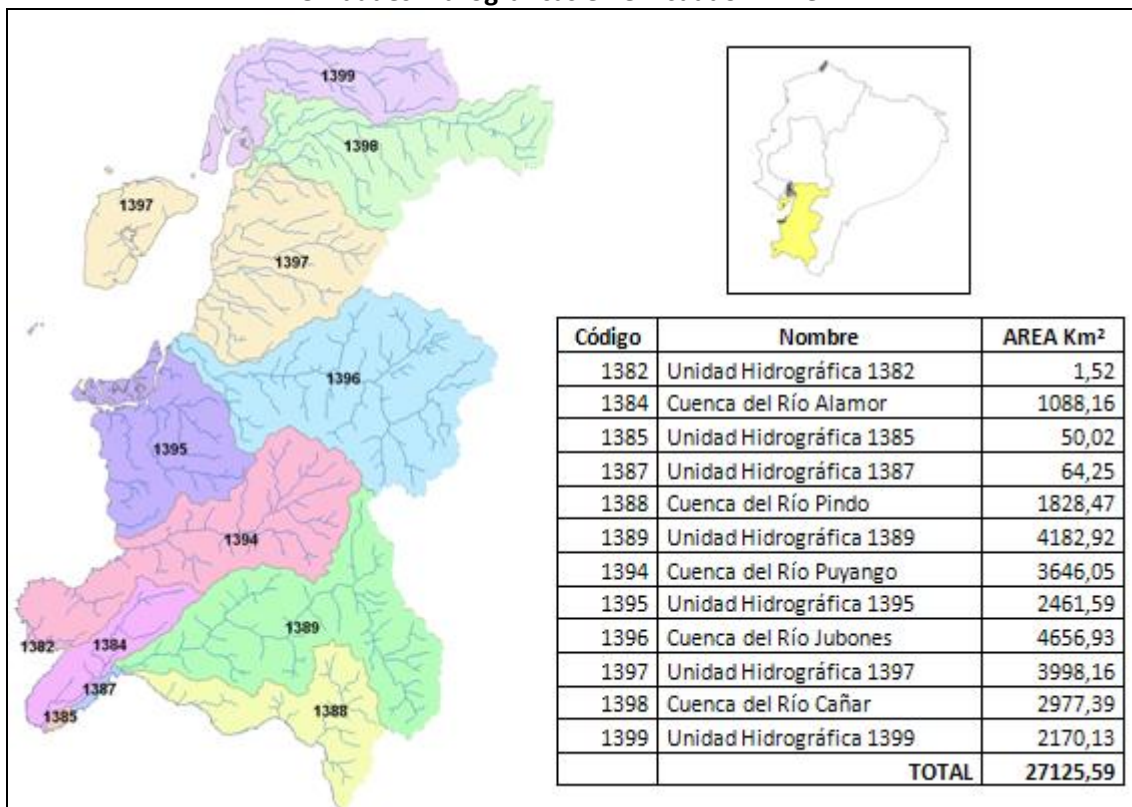 1399
1398
1397
1397
1396
1395
1394
1389
1382
1384
1387
1388
1385
Código Nombre AREA Km²
1382 Unidad Hidrográfica 1382 1,52
1384 Cuenca del Río Alamor 1088,16
1385 Unidad Hidrográfica 1385 50,02
1387 Unidad Hidrográfica 1387 64,25
1388 Cuenca del Río Pindo 1828,47
1389 Unidad Hidrográfica 1389 4182,92
1394 Cuenca del Río Puyango 3646,05
1395 Unidad Hidrográfica 1395 2461,59
1396 Cuenca del Río Jubones 4656,93
1397 Unidad Hidrográfica 1397 3998,16
1398 Cuenca del Río Cañar 2977,39
1399 Unidad Hidrográfica 1399 2170,13
TOTAL 27125,59